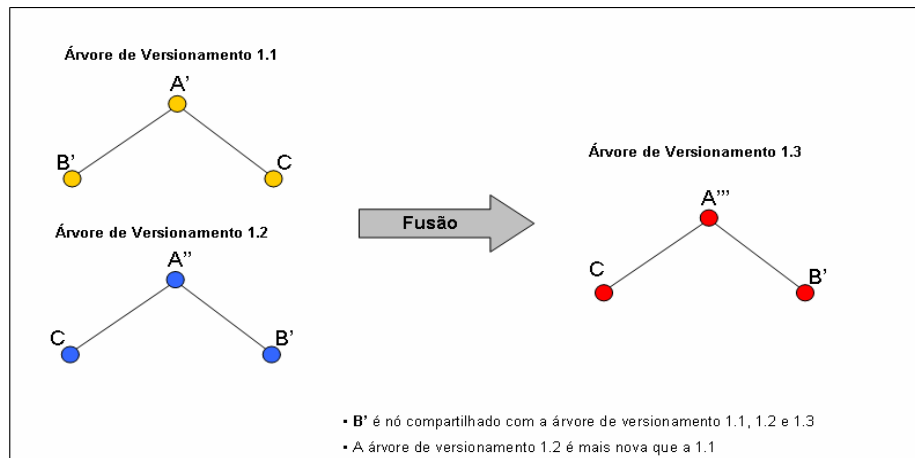 Árvore de Versionamento 1.1
A'
B'
C
Árvore de Versionamento 1.2
A''
C
B'
Fusão
Árvore de Versionamento 1.3
A'''
C
B'
▪ B' é nó compartilhado com a árvore de versionamento 1.1, 1.2 e 1.3
▪ A árvore de versionamento 1.2 é mais nova que a 1.1